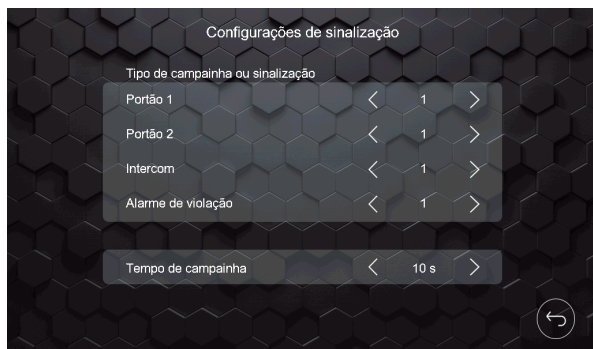 Configurações de sinalização
Tipo de campainha ou sinalização
Portão 1 1
Portão 2 1
Intercom 1
Alarme de violação 1
Tempo de campainha 10 s